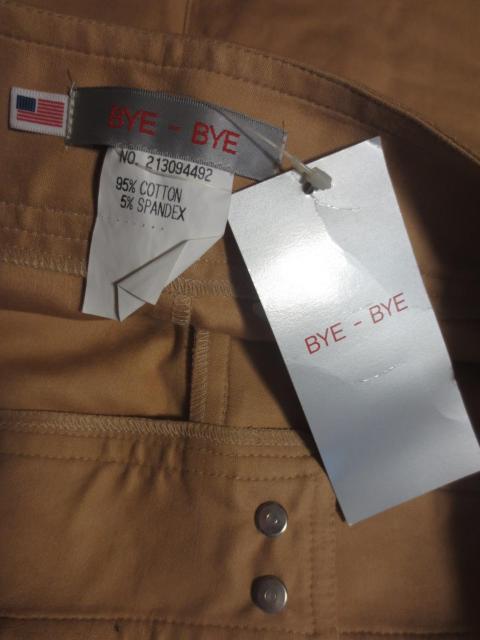 BYE - BYE
NO. 213094492
95% COTTON
5% SPANDEX
BYE - BYE